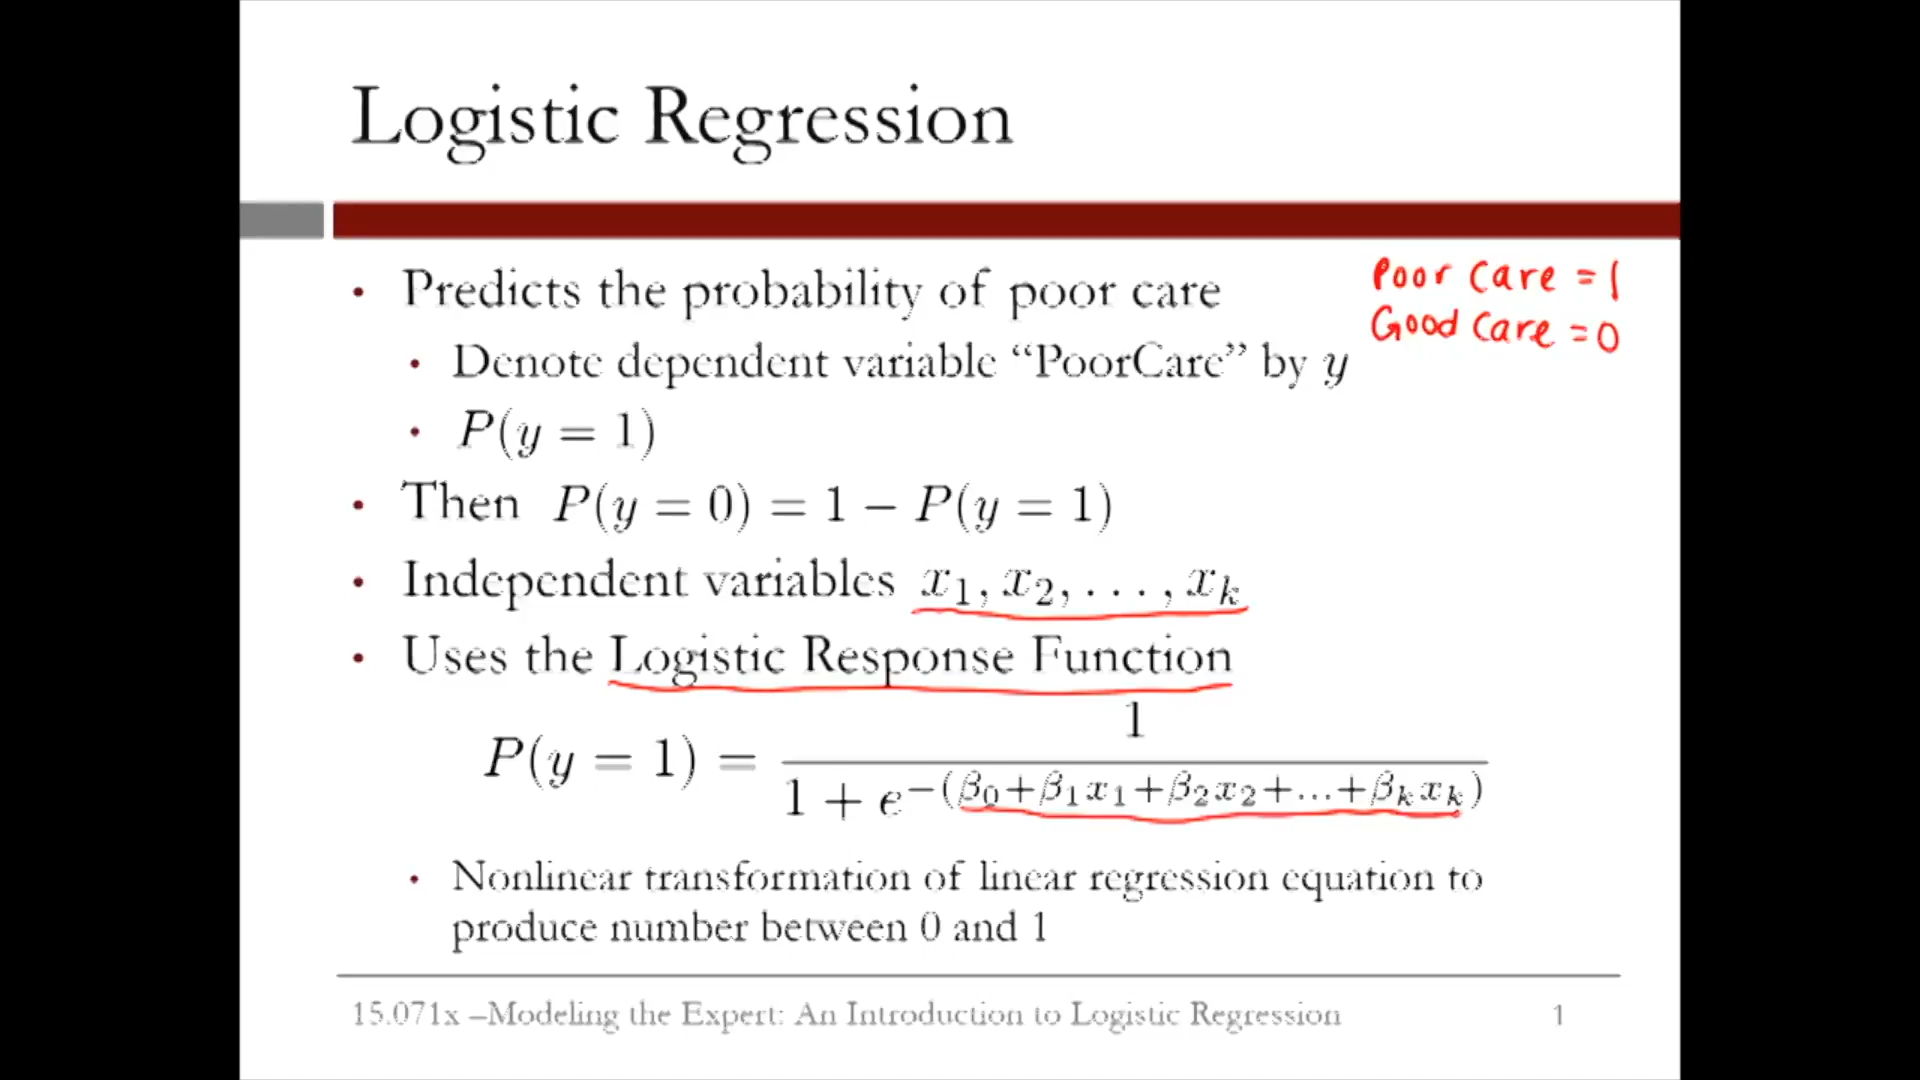 Logistic Regression
• Predicts the probability of poor care
Poor Care = 1
Good Care = 0
• Denote dependent variable “PoorCare” by y
• P(y = 1)
• Then P(y = 0) = 1 − P(y = 1)
• Independent variables x₁, x₂, . . . , xₖ
• Uses the Logistic Response Function
P(y = 1) = 1 / (1 + e^−(β₀+β₁x₁+β₂x₂+...+βₖxₖ))
• Nonlinear transformation of linear regression equation to
produce number between 0 and 1
15.071x –Modeling the Expert: An Introduction to Logistic Regression 1